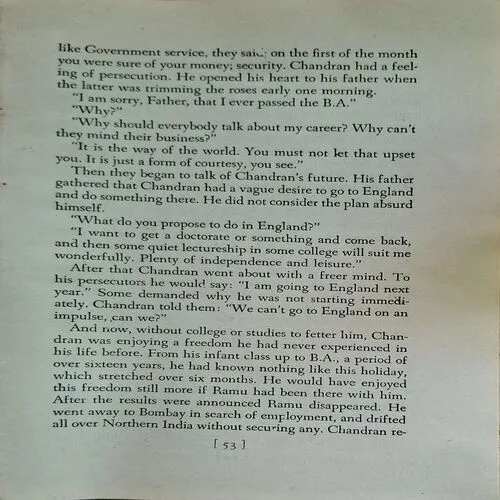 like Government service, they said; on the first of the month
you were sure of your money; security. Chandran had a feel-
ing of persecution. He opened his heart to his father when
the latter was trimming the roses early one morning.
"I am sorry, Father, that I ever passed the B.A."
"Why?"
"Why should everybody talk about my career? Why can't
they mind their business?"
"It is the way of the world. You must not let that upset
you. It is just a form of courtesy, you see."
Then they began to talk of Chandran's future. His father
gathered that Chandran had a vague desire to go to England
and do something there. He did not consider the plan absurd
himself.
"What do you propose to do in England?"
"I want to get a doctorate or something and come back,
and then some quiet lectureship in some college will suit me
wonderfully. Plenty of independence and leisure."
After that Chandran went about with a freer mind. To
his persecutors he would say: "I am going to England next
year." Some demanded why he was not starting immedi-
ately. Chandran told them: "We can't go to England on an
impulse, can we?"
And now, without college or studies to fetter him, Chan-
dran was enjoying a freedom he had never experienced in
his life before. From his infant class up to B.A., a period of
over sixteen years, he had known nothing like this holiday,
which stretched over six months. He would have enjoyed
this freedom still more if Ramu had been there with him.
After the results were announced Ramu disappeared. He
went away to Bombay in search of employment, and drifted
all over Northern India without securing any. Chandran re-
[ 53 ]